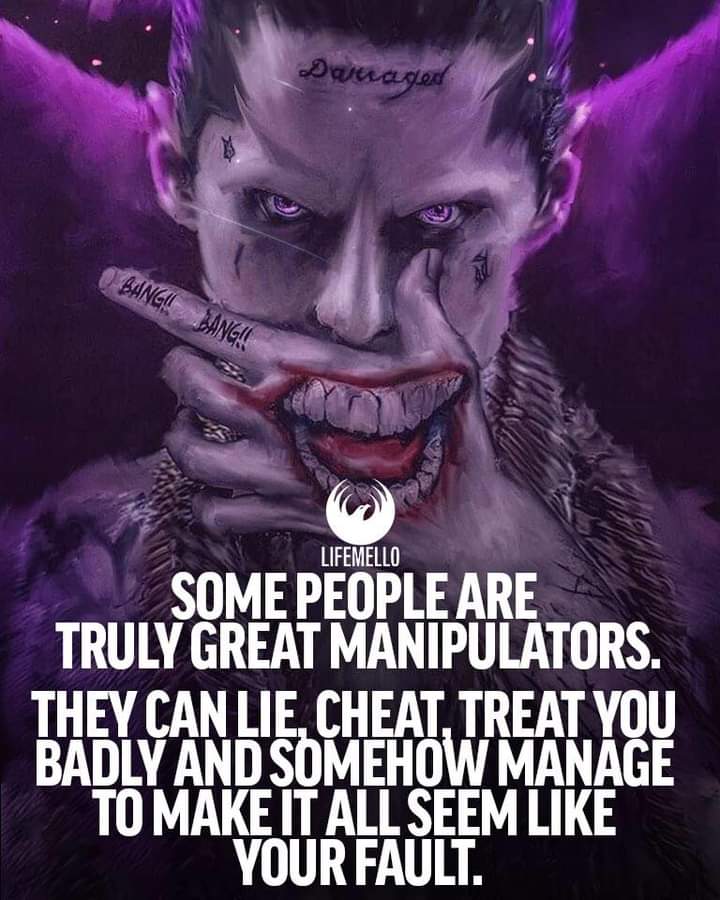 Damaged
BANG!! BANG!!
LIFEMELLO
SOME PEOPLE ARE
TRULY GREAT MANIPULATORS.
THEY CAN LIE, CHEAT, TREAT YOU
BADLY AND SOMEHOW MANAGE
TO MAKE IT ALL SEEM LIKE
YOUR FAULT.